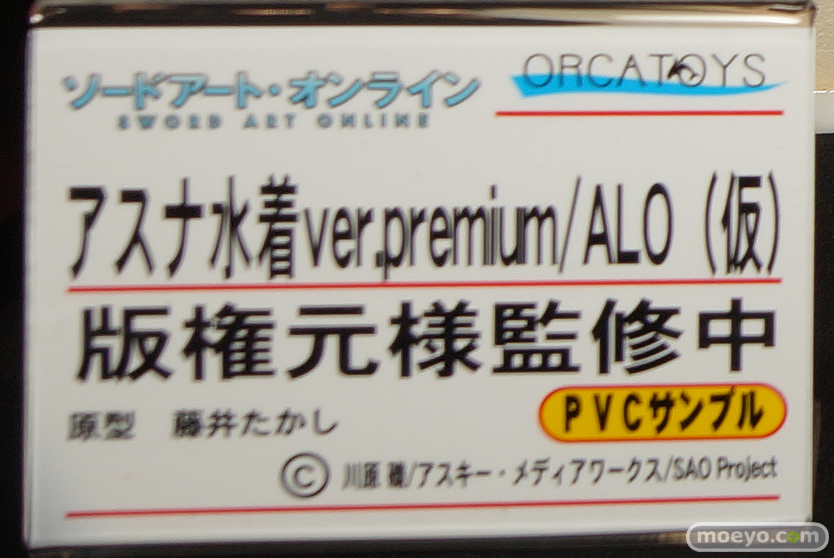 ソードアート・オンライン
SWORD ART ONLINE
ORCATOYS
アスナ水着ver.premium/ALO（仮）
版権元様監修中
原型 藤井たかし
PVCサンプル
© 川原 礫/アスキー・メディアワークス/SAO Project
moeyo.com